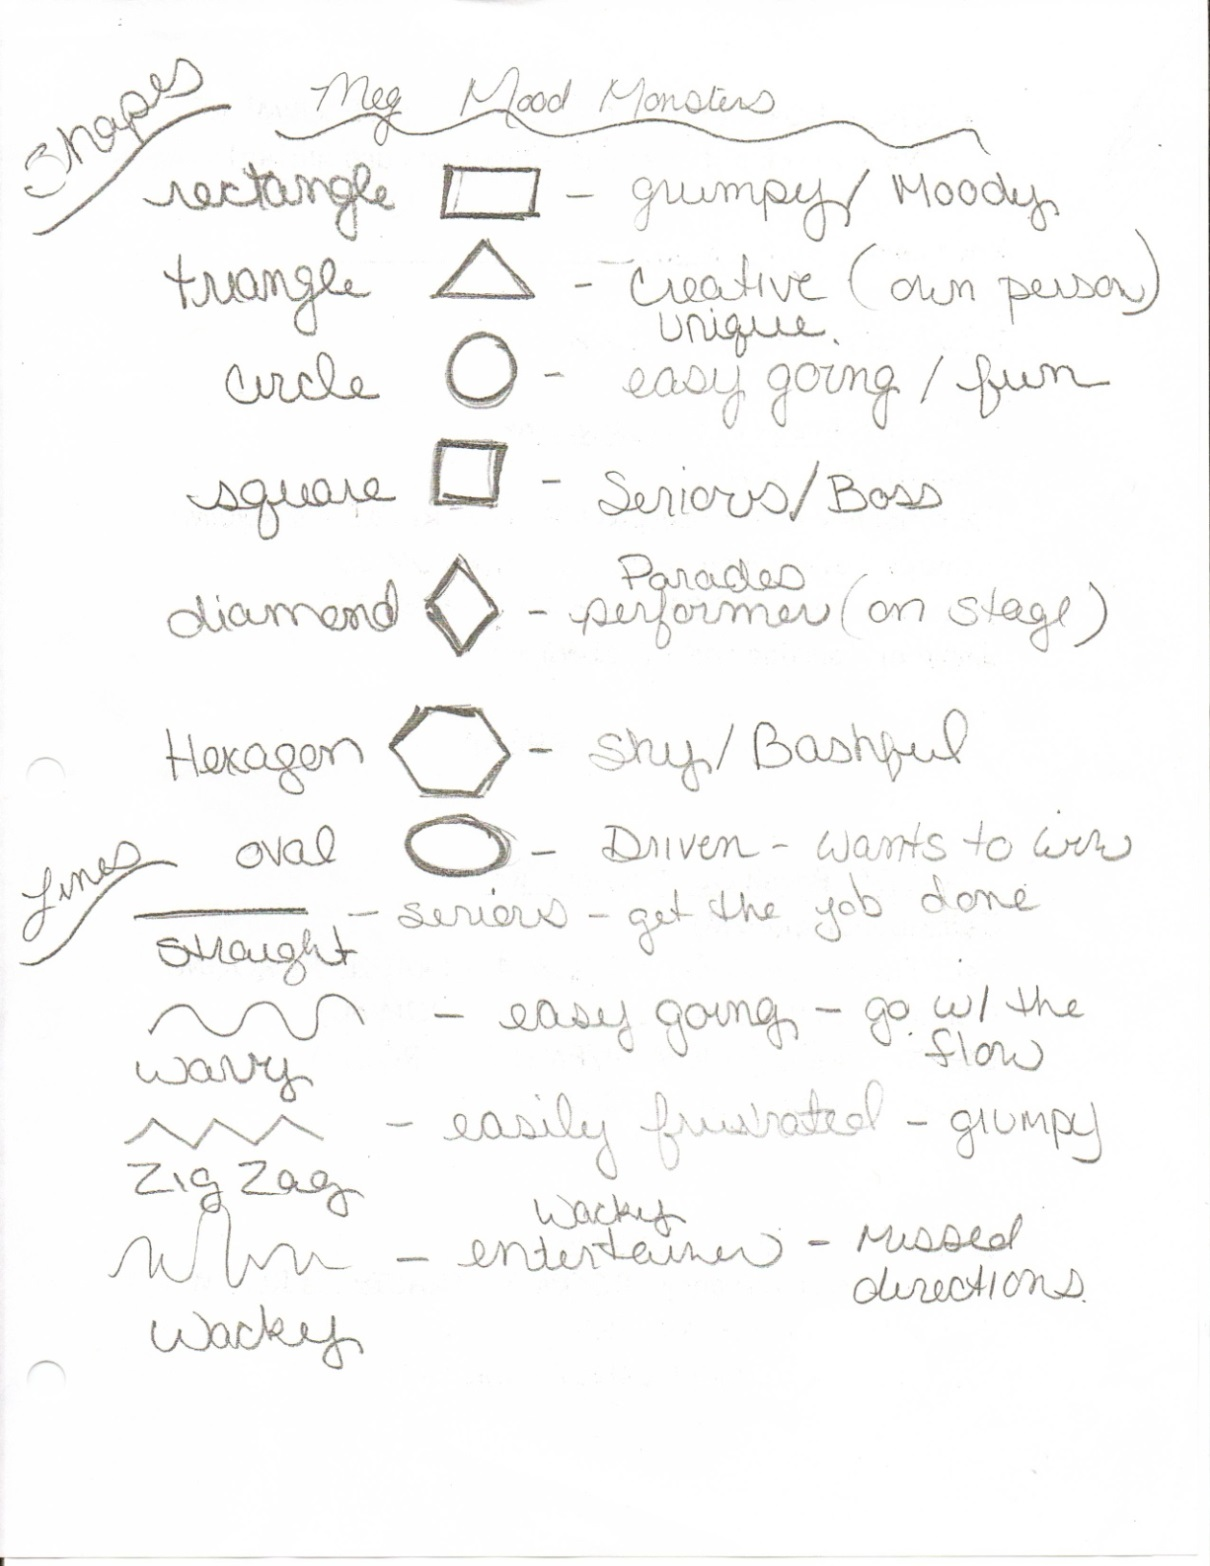 Shapes
Meg Mood Monsters
rectangle - grumpy/ Moody
triangle - Creative (own person)
unique.
circle - easy going / fun
square - Serious/Boss
Parades
diamond - performer (on stage)
Hexagon - Shy/ Bashful
oval - Driven - wants to win
Lines
- serious - get the job done
straight
- easy going - go w/ the
flow
wavy
- easily frustrated - grumpy
Zig Zag
Wacky
- entertainer - missed
directions.
Wacky